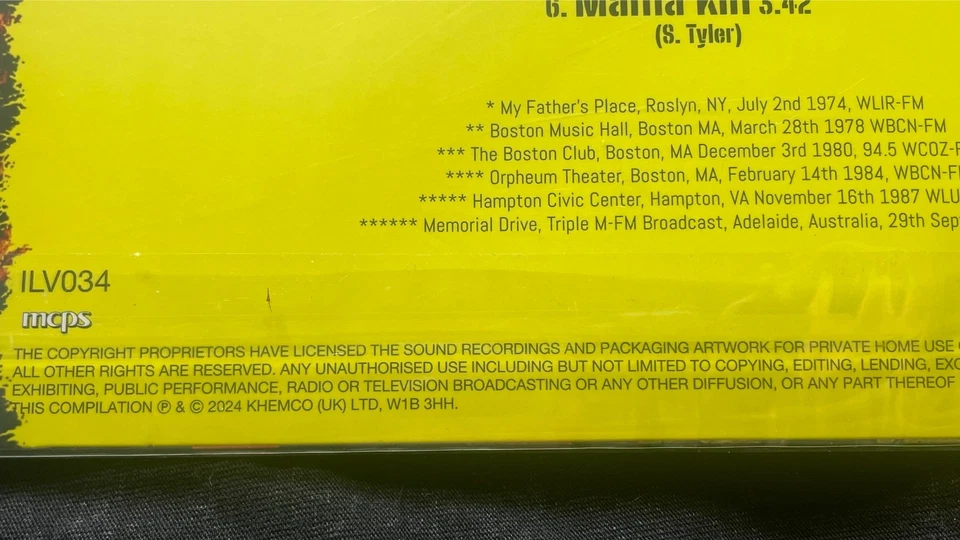 6. Mama Kin 3.42
(S. Tyler)
* My Father's Place, Roslyn, NY, July 2nd 1974, WLIR-FM
** Boston Music Hall, Boston MA, March 28th 1978 WBCN-FM
*** The Boston Club, Boston, MA December 3rd 1980, 94.5 WCOZ-F
**** Orpheum Theater, Boston, MA, February 14th 1984, WBCN-F
***** Hampton Civic Center, Hampton, VA November 16th 1987 WLU
****** Memorial Drive, Triple M-FM Broadcast, Adelaide, Australia, 29th Sep
ILV034
mcps
THE COPYRIGHT PROPRIETORS HAVE LICENSED THE SOUND RECORDINGS AND PACKAGING ARTWORK FOR PRIVATE HOME USE
ALL OTHER RIGHTS ARE RESERVED. ANY UNAUTHORISED USE INCLUDING BUT NOT LIMITED TO COPYING, EDITING, LENDING, EXC
EXHIBITING, PUBLIC PERFORMANCE, RADIO OR TELEVISION BROADCASTING OR ANY OTHER DIFFUSION, OR ANY PART THEREOF
THIS COMPILATION ℗ & © 2024 KHEMCO (UK) LTD, W1B 3HH.